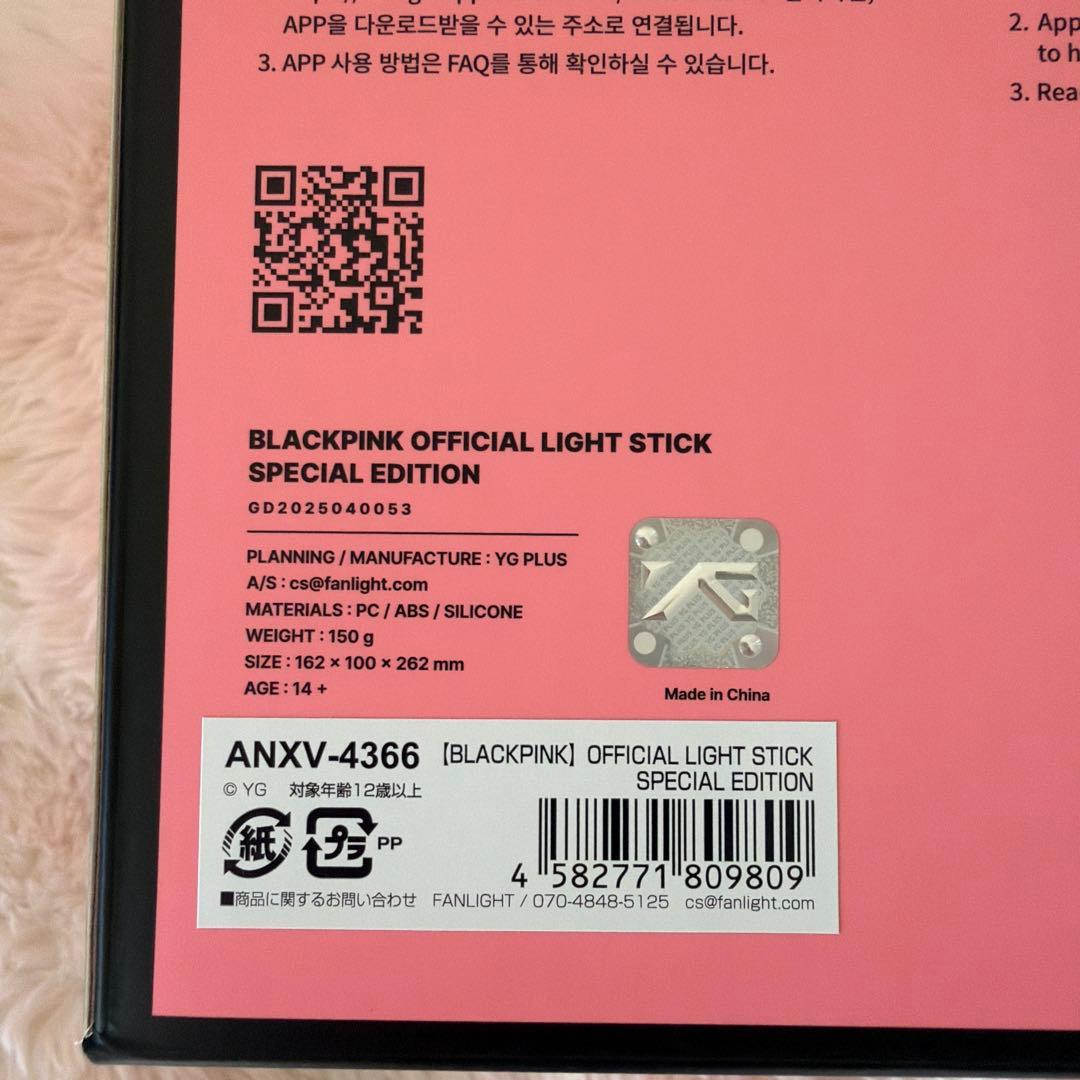 APP을 다운로드받을 수 있는 주소로 연결됩니다.
3. APP 사용 방법은 FAQ를 통해 확인하실 수 있습니다.
2. App
to h
3. Rea
BLACKPINK OFFICIAL LIGHT STICK
SPECIAL EDITION
GD2025040053
PLANNING / MANUFACTURE : YG PLUS
A/S : cs@fanlight.com
MATERIALS : PC / ABS / SILICONE
WEIGHT : 150 g
SIZE : 162 × 100 × 262 mm
AGE : 14 +
YG
Made in China
ANXV-4366 【BLACKPINK】 OFFICIAL LIGHT STICK
SPECIAL EDITION
© YG 対象年齢12歳以上
紙 プラ PP
4 582771 809809
■商品に関するお問い合わせ FANLIGHT / 070-4848-5125 cs@fanlight.com